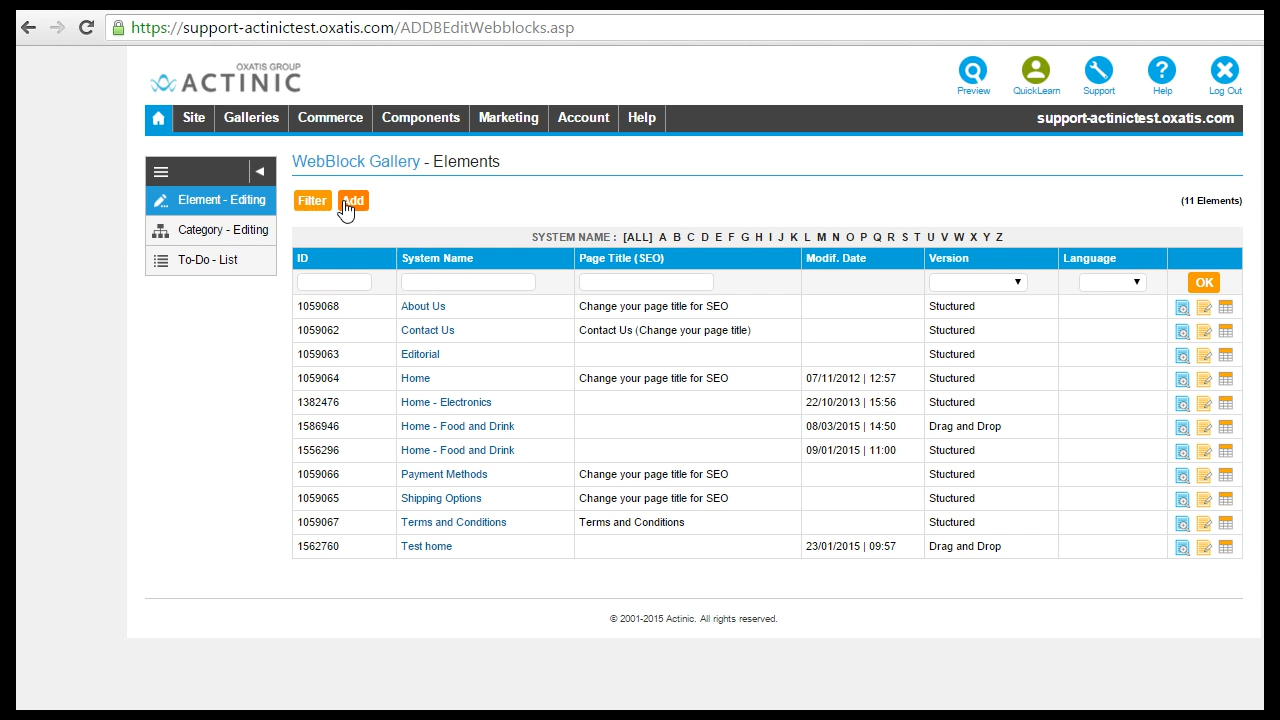 https://support-actinictest.oxatis.com/ADDBEditWebblocks.asp
OXATIS GROUP
ACTINIC
Preview QuickLearn Support Help Log Out
Site Galleries Commerce Components Marketing Account Help support-actinictest.oxatis.com
WebBlock Gallery - Elements
Element - Editing
Category - Editing
To-Do - List
Filter Add (11 Elements)
SYSTEM NAME : [ALL] A B C D E F G H I J K L M N O P Q R S T U V W X Y Z
ID System Name Page Title (SEO) Modif. Date Version Language
OK
1059068 About Us Change your page title for SEO Stuctured
1059062 Contact Us Contact Us (Change your page title) Stuctured
1059063 Editorial Stuctured
1059064 Home Change your page title for SEO 07/11/2012 | 12:57 Stuctured
1382476 Home - Electronics 22/10/2013 | 15:56 Stuctured
1586946 Home - Food and Drink 08/03/2015 | 14:50 Drag and Drop
1556296 Home - Food and Drink 09/01/2015 | 11:00 Stuctured
1059066 Payment Methods Change your page title for SEO Stuctured
1059065 Shipping Options Change your page title for SEO Stuctured
1059067 Terms and Conditions Terms and Conditions Stuctured
1562760 Test home 23/01/2015 | 09:57 Drag and Drop
© 2001-2015 Actinic. All rights reserved.